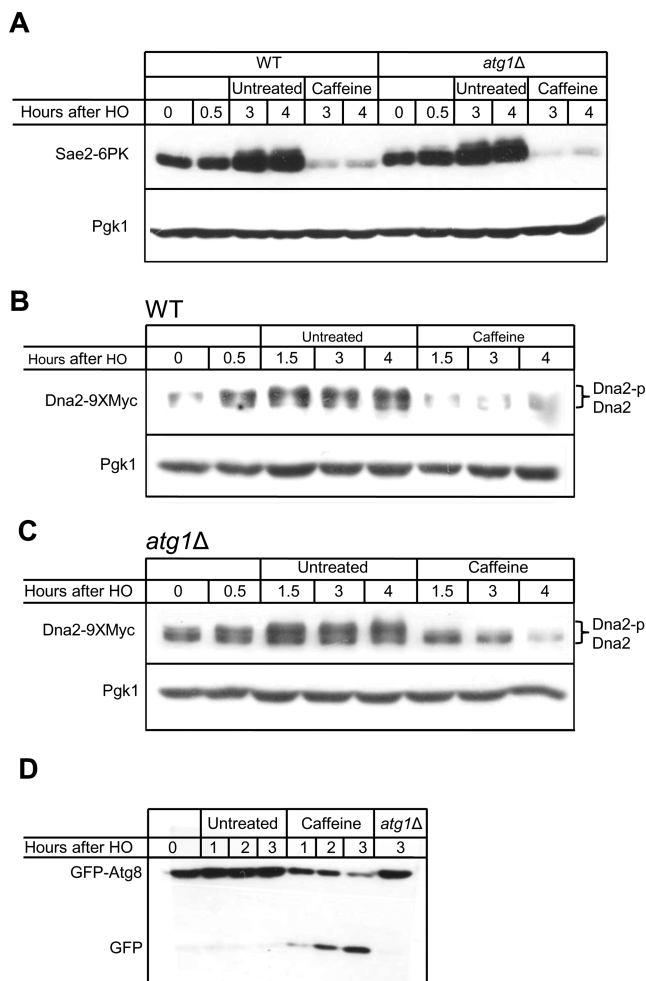 A
WT atg1Δ
Untreated Caffeine Untreated Caffeine
Hours after HO 0 0.5 3 4 3 4 0 0.5 3 4 3 4
Sae2-6PK
Pgk1
B
WT
Untreated Caffeine
Hours after HO 0 0.5 1.5 3 4 1.5 3 4
Dna2-9XMyc Dna2-p
Dna2
Pgk1
C
atg1Δ
Untreated Caffeine
Hours after HO 0 0.5 1.5 3 4 1.5 3 4
Dna2-9XMyc Dna2-p
Dna2
Pgk1
D
Untreated Caffeine atg1Δ
Hours after HO 0 1 2 3 1 2 3 3
GFP-Atg8
GFP